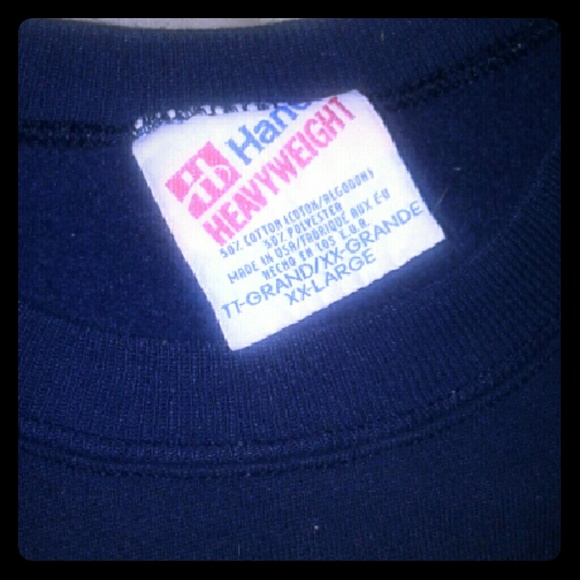 Hanes
HEAVYWEIGHT
50% COTTON/COTON/ALGODON
50% POLYESTER
MADE IN USA/FABRIQUE AUX É-U
HECHO EN LOS E.U.A.
TT-GRAND/XX-GRANDE
XX-LARGE